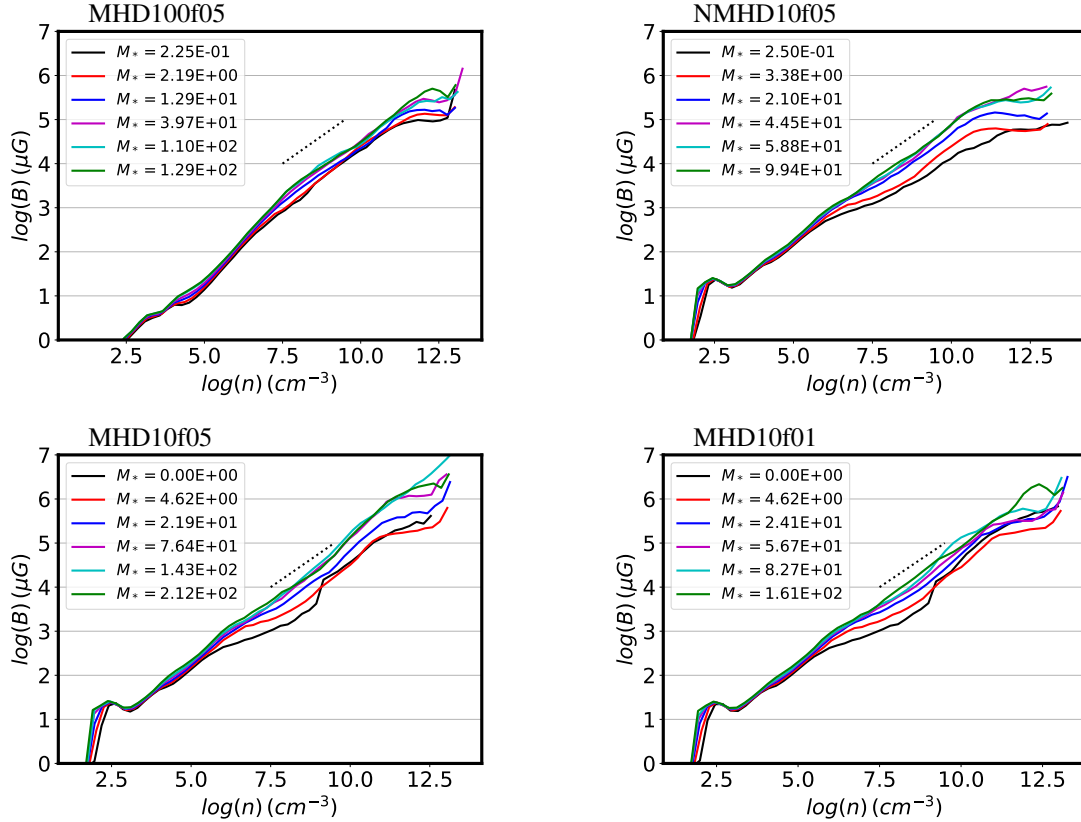 MHD100f05
7
6
5
4
3
2
1
0
log(B) (μG)
M* = 2.25E-01
M* = 2.19E+00
M* = 1.29E+01
M* = 3.97E+01
M* = 1.10E+02
M* = 1.29E+02
2.5 5.0 7.5 10.0 12.5
log(n) (cm⁻³)
NMHD10f05
7
6
5
4
3
2
1
0
log(B) (μG)
M* = 2.50E-01
M* = 3.38E+00
M* = 2.10E+01
M* = 4.45E+01
M* = 5.88E+01
M* = 9.94E+01
2.5 5.0 7.5 10.0 12.5
log(n) (cm⁻³)
MHD10f05
7
6
5
4
3
2
1
0
log(B) (μG)
M* = 0.00E+00
M* = 4.62E+00
M* = 2.19E+01
M* = 7.64E+01
M* = 1.43E+02
M* = 2.12E+02
2.5 5.0 7.5 10.0 12.5
log(n) (cm⁻³)
MHD10f01
7
6
5
4
3
2
1
0
log(B) (μG)
M* = 0.00E+00
M* = 4.62E+00
M* = 2.41E+01
M* = 5.67E+01
M* = 8.27E+01
M* = 1.61E+02
2.5 5.0 7.5 10.0 12.5
log(n) (cm⁻³)